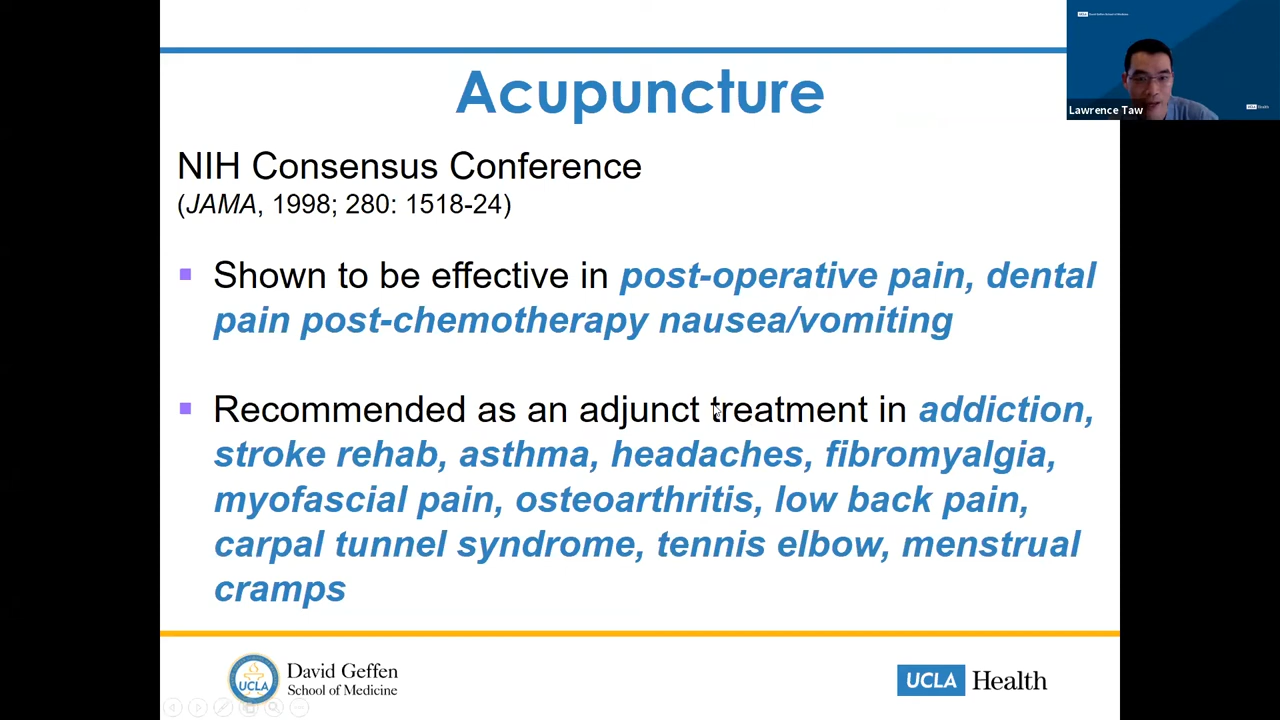 Acupuncture
Lawrence Taw
NIH Consensus Conference
(JAMA, 1998; 280: 1518-24)
▪ Shown to be effective in post-operative pain, dental
pain post-chemotherapy nausea/vomiting
▪ Recommended as an adjunct treatment in addiction,
stroke rehab, asthma, headaches, fibromyalgia,
myofascial pain, osteoarthritis, low back pain,
carpal tunnel syndrome, tennis elbow, menstrual
cramps
UCLA
David Geffen
School of Medicine
UCLA Health